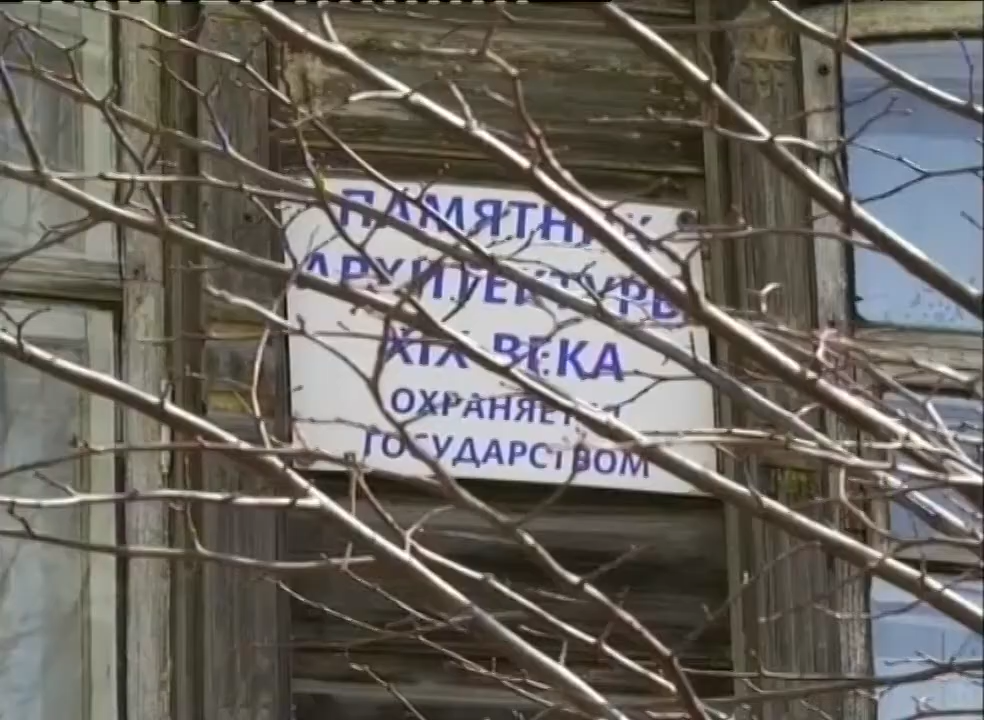 ПАМЯТНИК
АРХИТЕКТУРЫ
XIX ВЕКА
ОХРАНЯЕТСЯ
ГОСУДАРСТВОМ